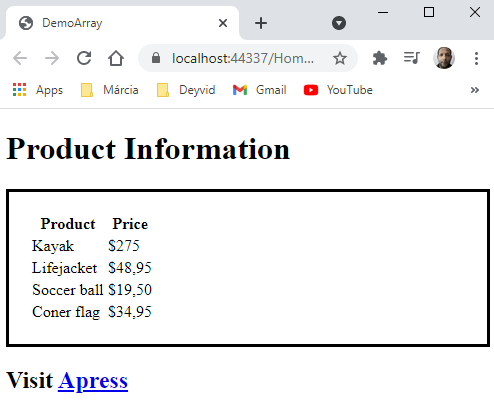 DemoArray
localhost:44337/Hom...
Apps Márcia Deyvid Gmail YouTube »
Product Information
Product Price
Kayak $275
Lifejacket $48,95
Soccer ball $19,50
Coner flag $34,95
Visit Apress